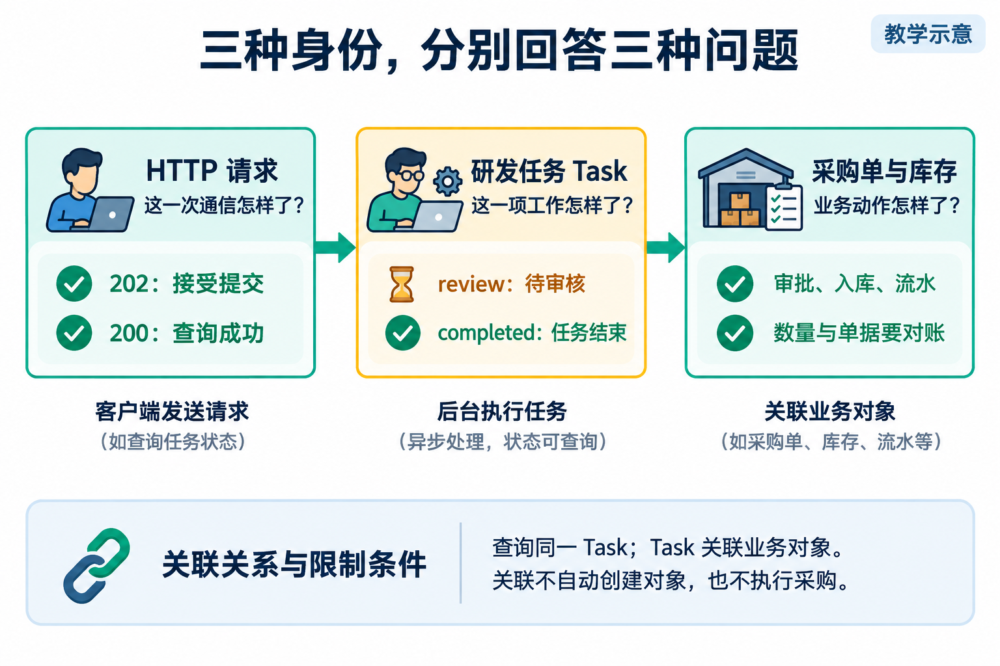 三种身份，分别回答三种问题
教学示意
HTTP 请求
这一次通信怎样了？
202：接受提交
200：查询成功
客户端发送请求
（如查询任务状态）
研发任务 Task
这一项工作怎样了？
review：待审核
completed：任务结束
后台执行任务
（异步处理，状态可查询）
采购单与库存
业务动作怎样了？
审批、入库、流水
数量与单据要对账
关联业务对象
（如采购单、库存、流水等）
关联关系与限制条件
查询同一 Task；Task 关联业务对象。
关联不自动创建对象，也不执行采购。